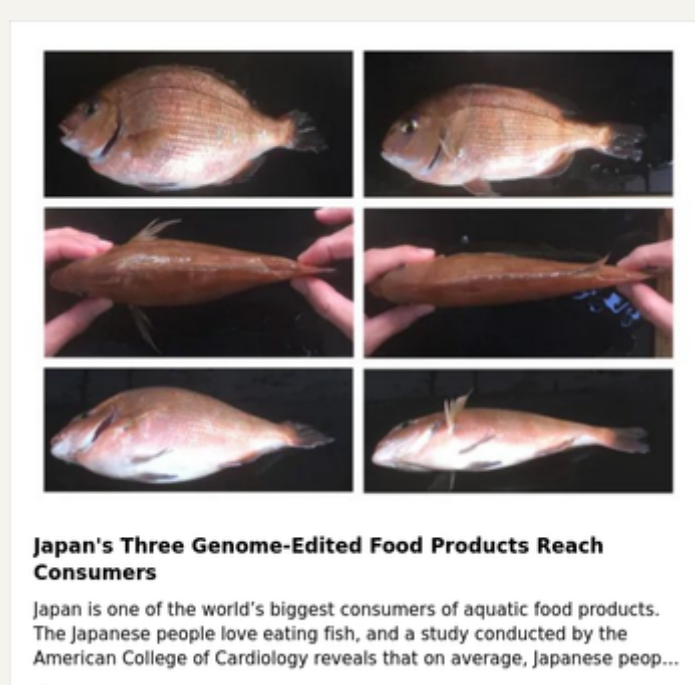 Japan's Three Genome-Edited Food Products Reach
Consumers
Japan is one of the world’s biggest consumers of aquatic food products.
The Japanese people love eating fish, and a study conducted by the
American College of Cardiology reveals that on average, Japanese peop...